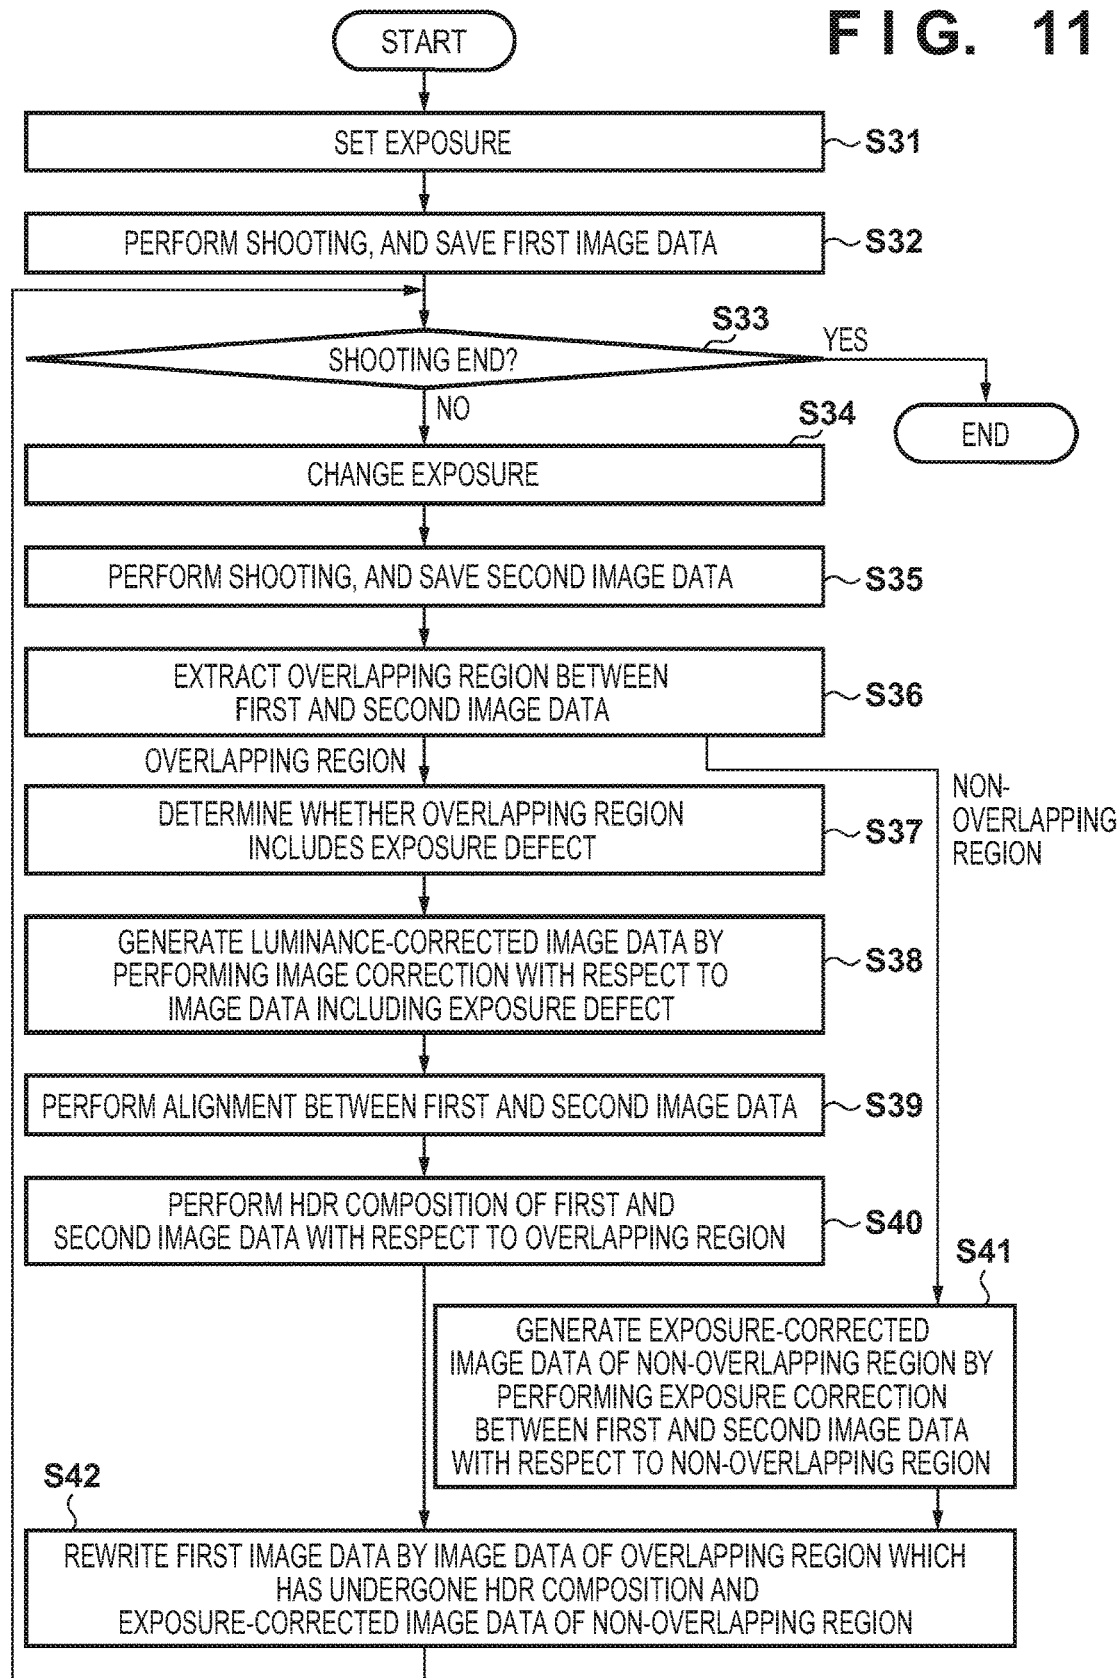 FIG. 11
START
SET EXPOSURE
S31
PERFORM SHOOTING, AND SAVE FIRST IMAGE DATA
S32
S33
SHOOTING END?
YES
NO
END
S34
CHANGE EXPOSURE
PERFORM SHOOTING, AND SAVE SECOND IMAGE DATA
S35
EXTRACT OVERLAPPING REGION BETWEEN
FIRST AND SECOND IMAGE DATA
S36
OVERLAPPING REGION
NON-
OVERLAPPING
REGION
DETERMINE WHETHER OVERLAPPING REGION
INCLUDES EXPOSURE DEFECT
S37
GENERATE LUMINANCE-CORRECTED IMAGE DATA BY
PERFORMING IMAGE CORRECTION WITH RESPECT TO
IMAGE DATA INCLUDING EXPOSURE DEFECT
S38
PERFORM ALIGNMENT BETWEEN FIRST AND SECOND IMAGE DATA
S39
PERFORM HDR COMPOSITION OF FIRST AND
SECOND IMAGE DATA WITH RESPECT TO OVERLAPPING REGION
S40
S41
GENERATE EXPOSURE-CORRECTED
IMAGE DATA OF NON-OVERLAPPING REGION BY
PERFORMING EXPOSURE CORRECTION
BETWEEN FIRST AND SECOND IMAGE DATA
WITH RESPECT TO NON-OVERLAPPING REGION
S42
REWRITE FIRST IMAGE DATA BY IMAGE DATA OF OVERLAPPING REGION WHICH
HAS UNDERGONE HDR COMPOSITION AND
EXPOSURE-CORRECTED IMAGE DATA OF NON-OVERLAPPING REGION